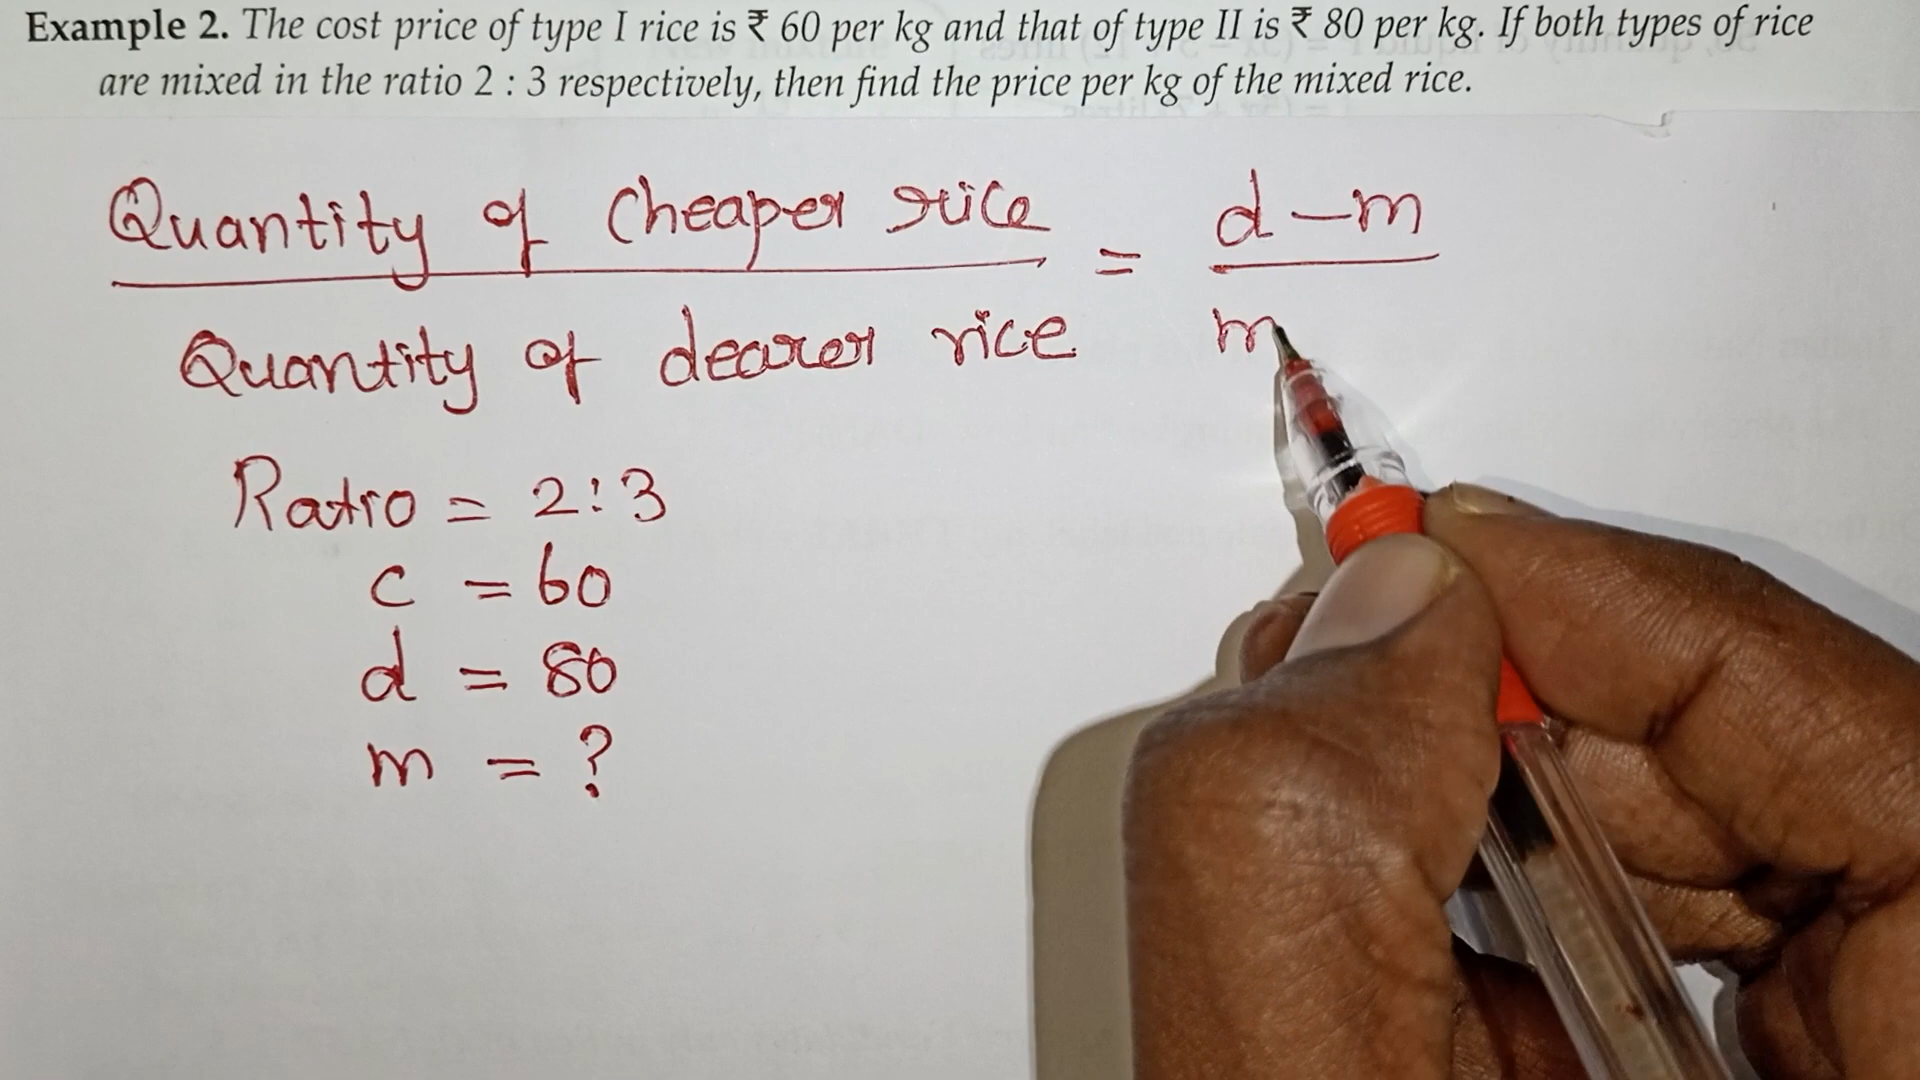 Example 2. The cost price of type I rice is ₹ 60 per kg and that of type II is ₹ 80 per kg. If both types of rice
are mixed in the ratio 2 : 3 respectively, then find the price per kg of the mixed rice.
Quantity of Cheaper rice / Quantity of dearer rice = d - m / m
Ratio = 2:3
c = 60
d = 80
m = ?